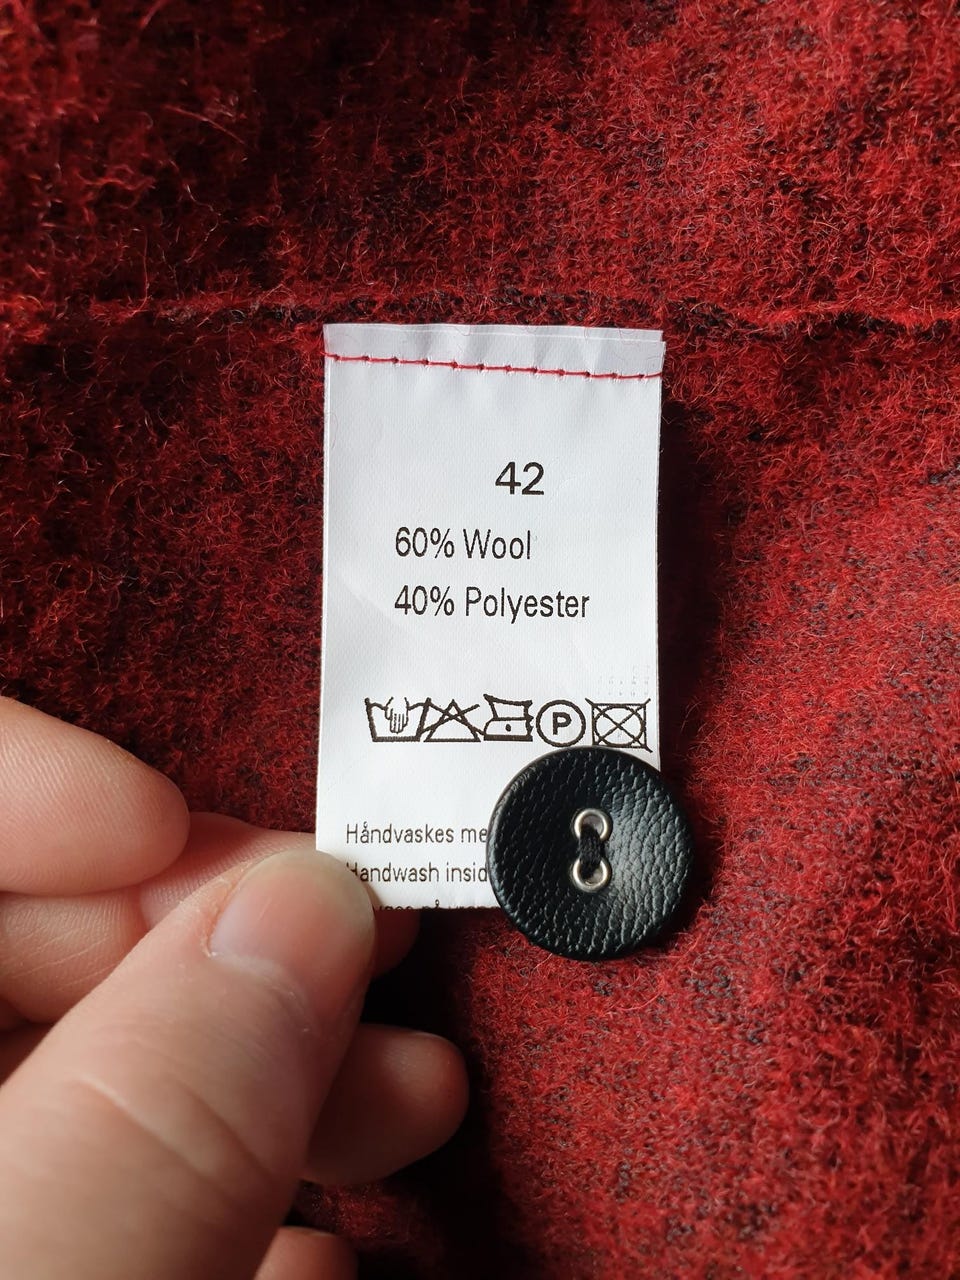 42
60% Wool
40% Polyester
P
Håndvaskes me
Handwash insid